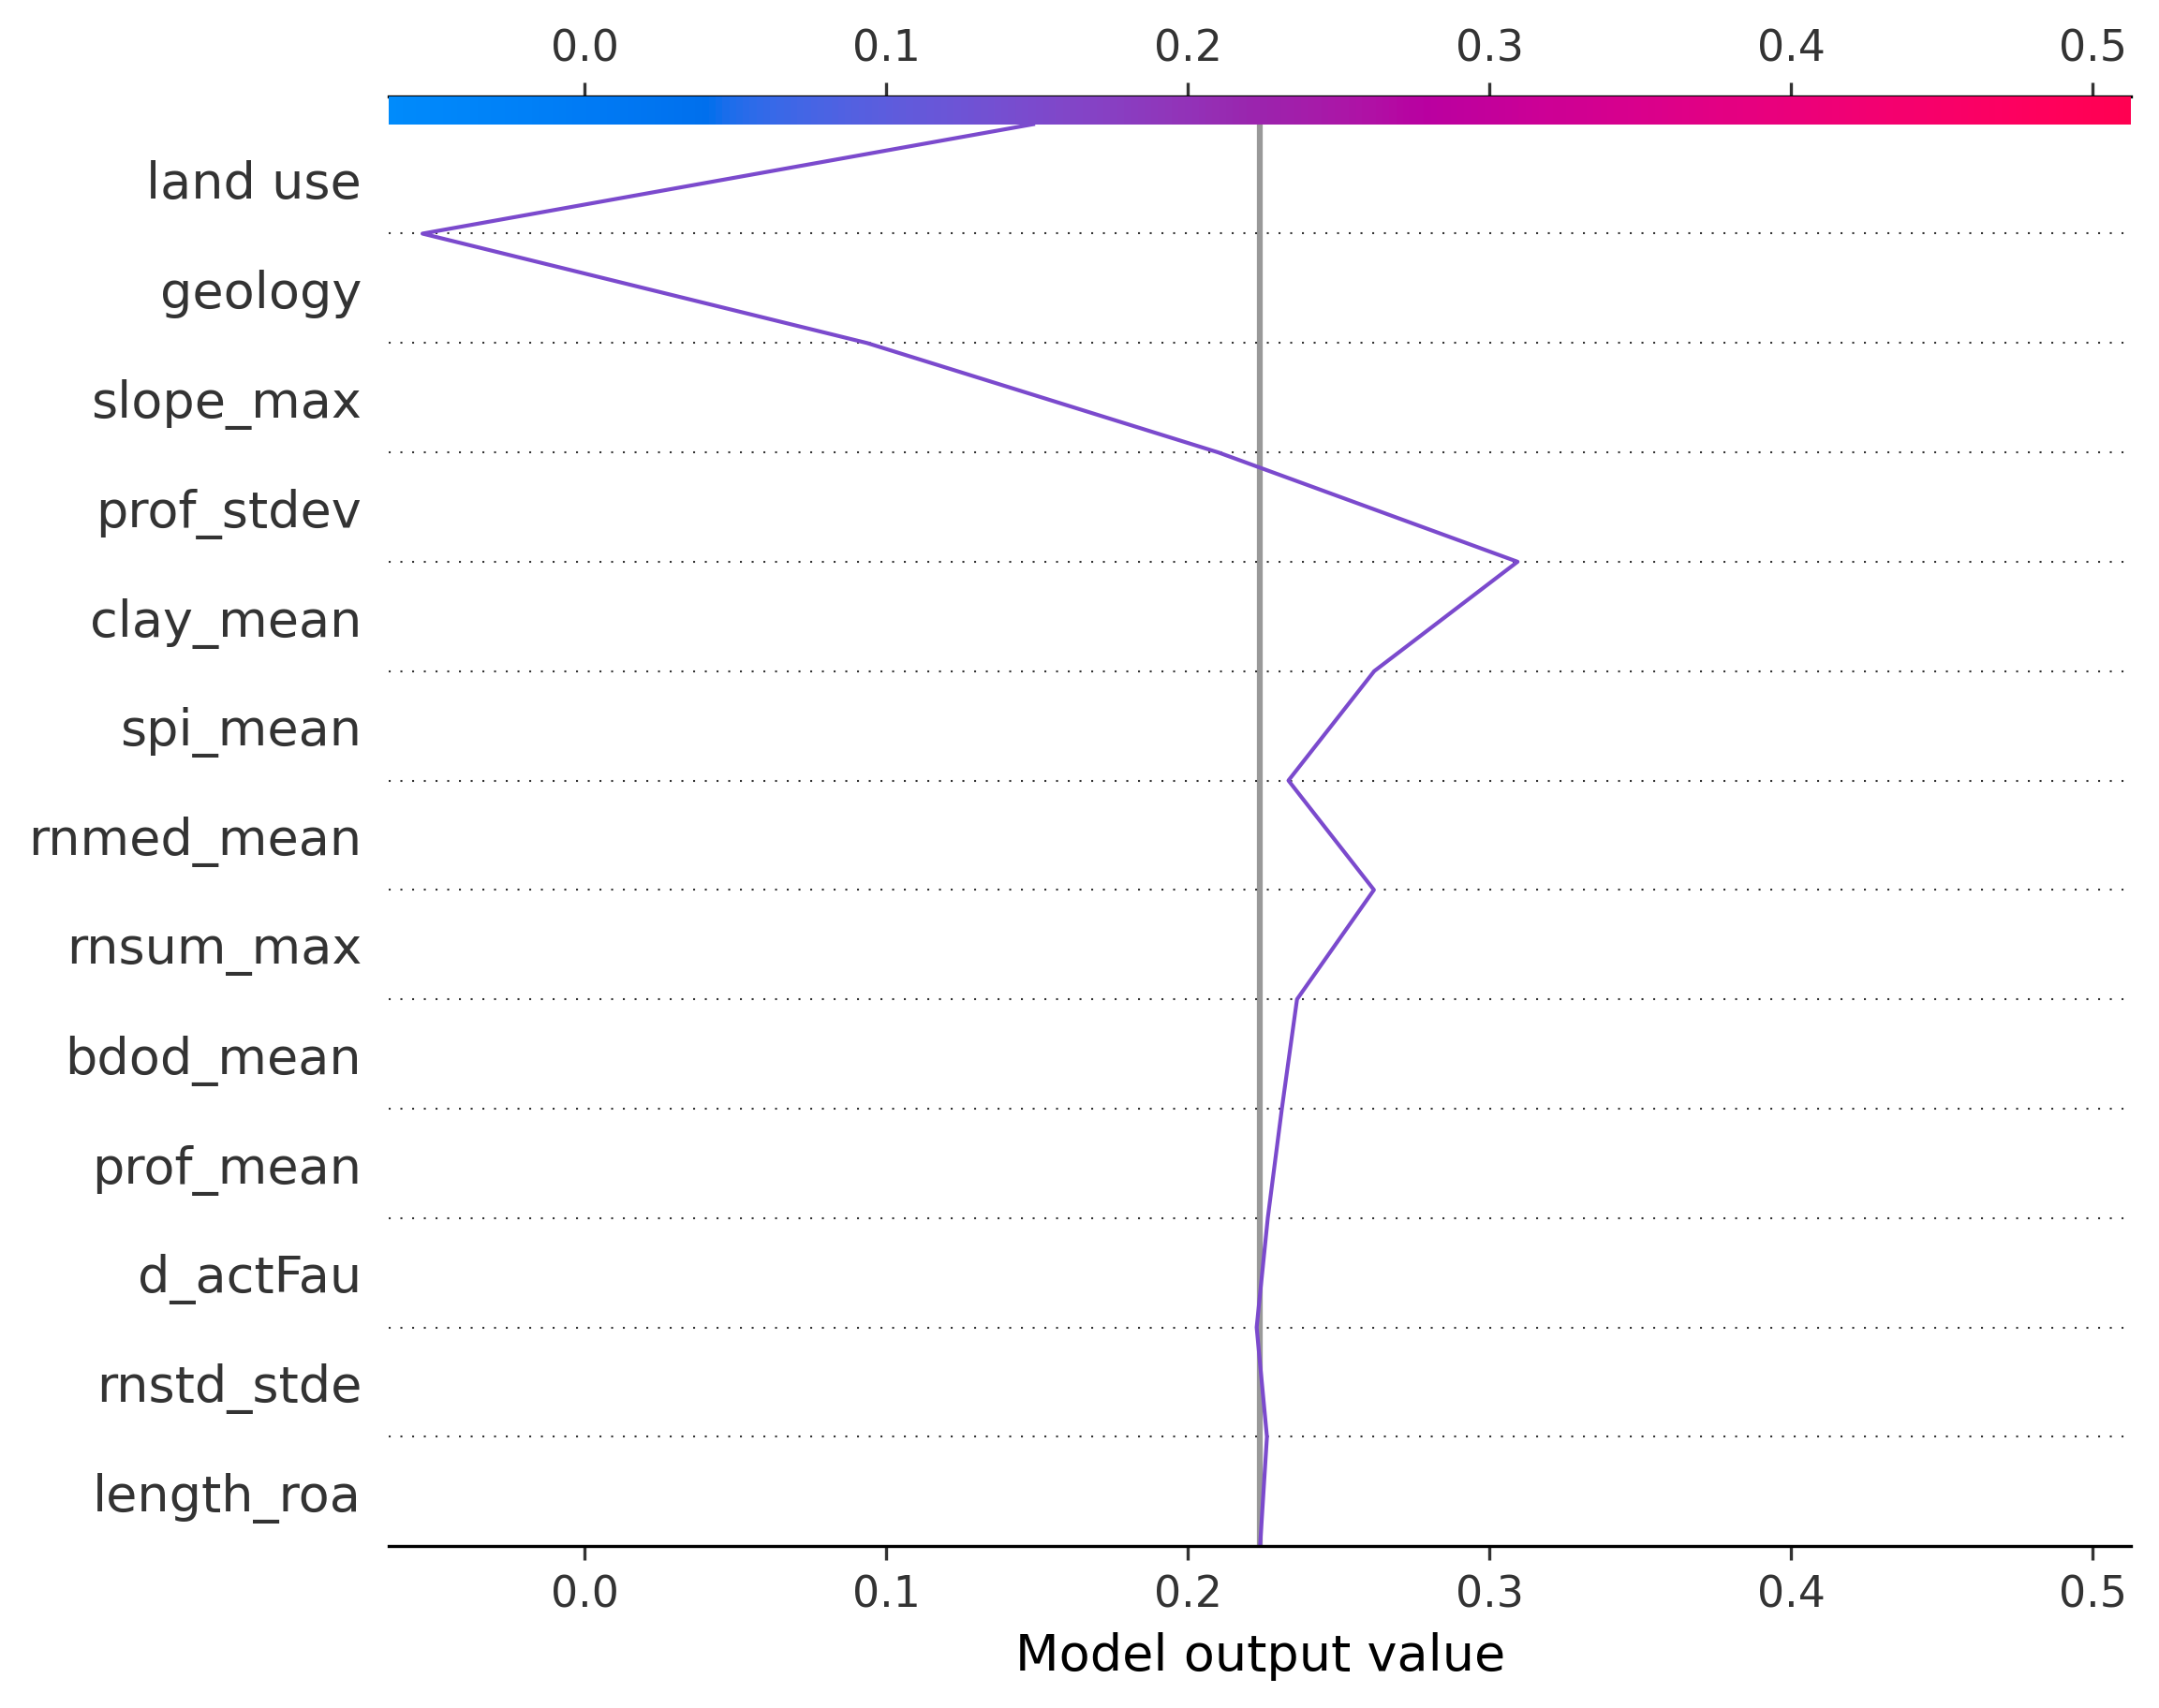 0.0 0.1 0.2 0.3 0.4 0.5
land use
geology
slope_max
prof_stdev
clay_mean
spi_mean
rnmed_mean
rnsum_max
bdod_mean
prof_mean
d_actFau
rnstd_stde
length_roa
0.0 0.1 0.2 0.3 0.4 0.5
Model output value